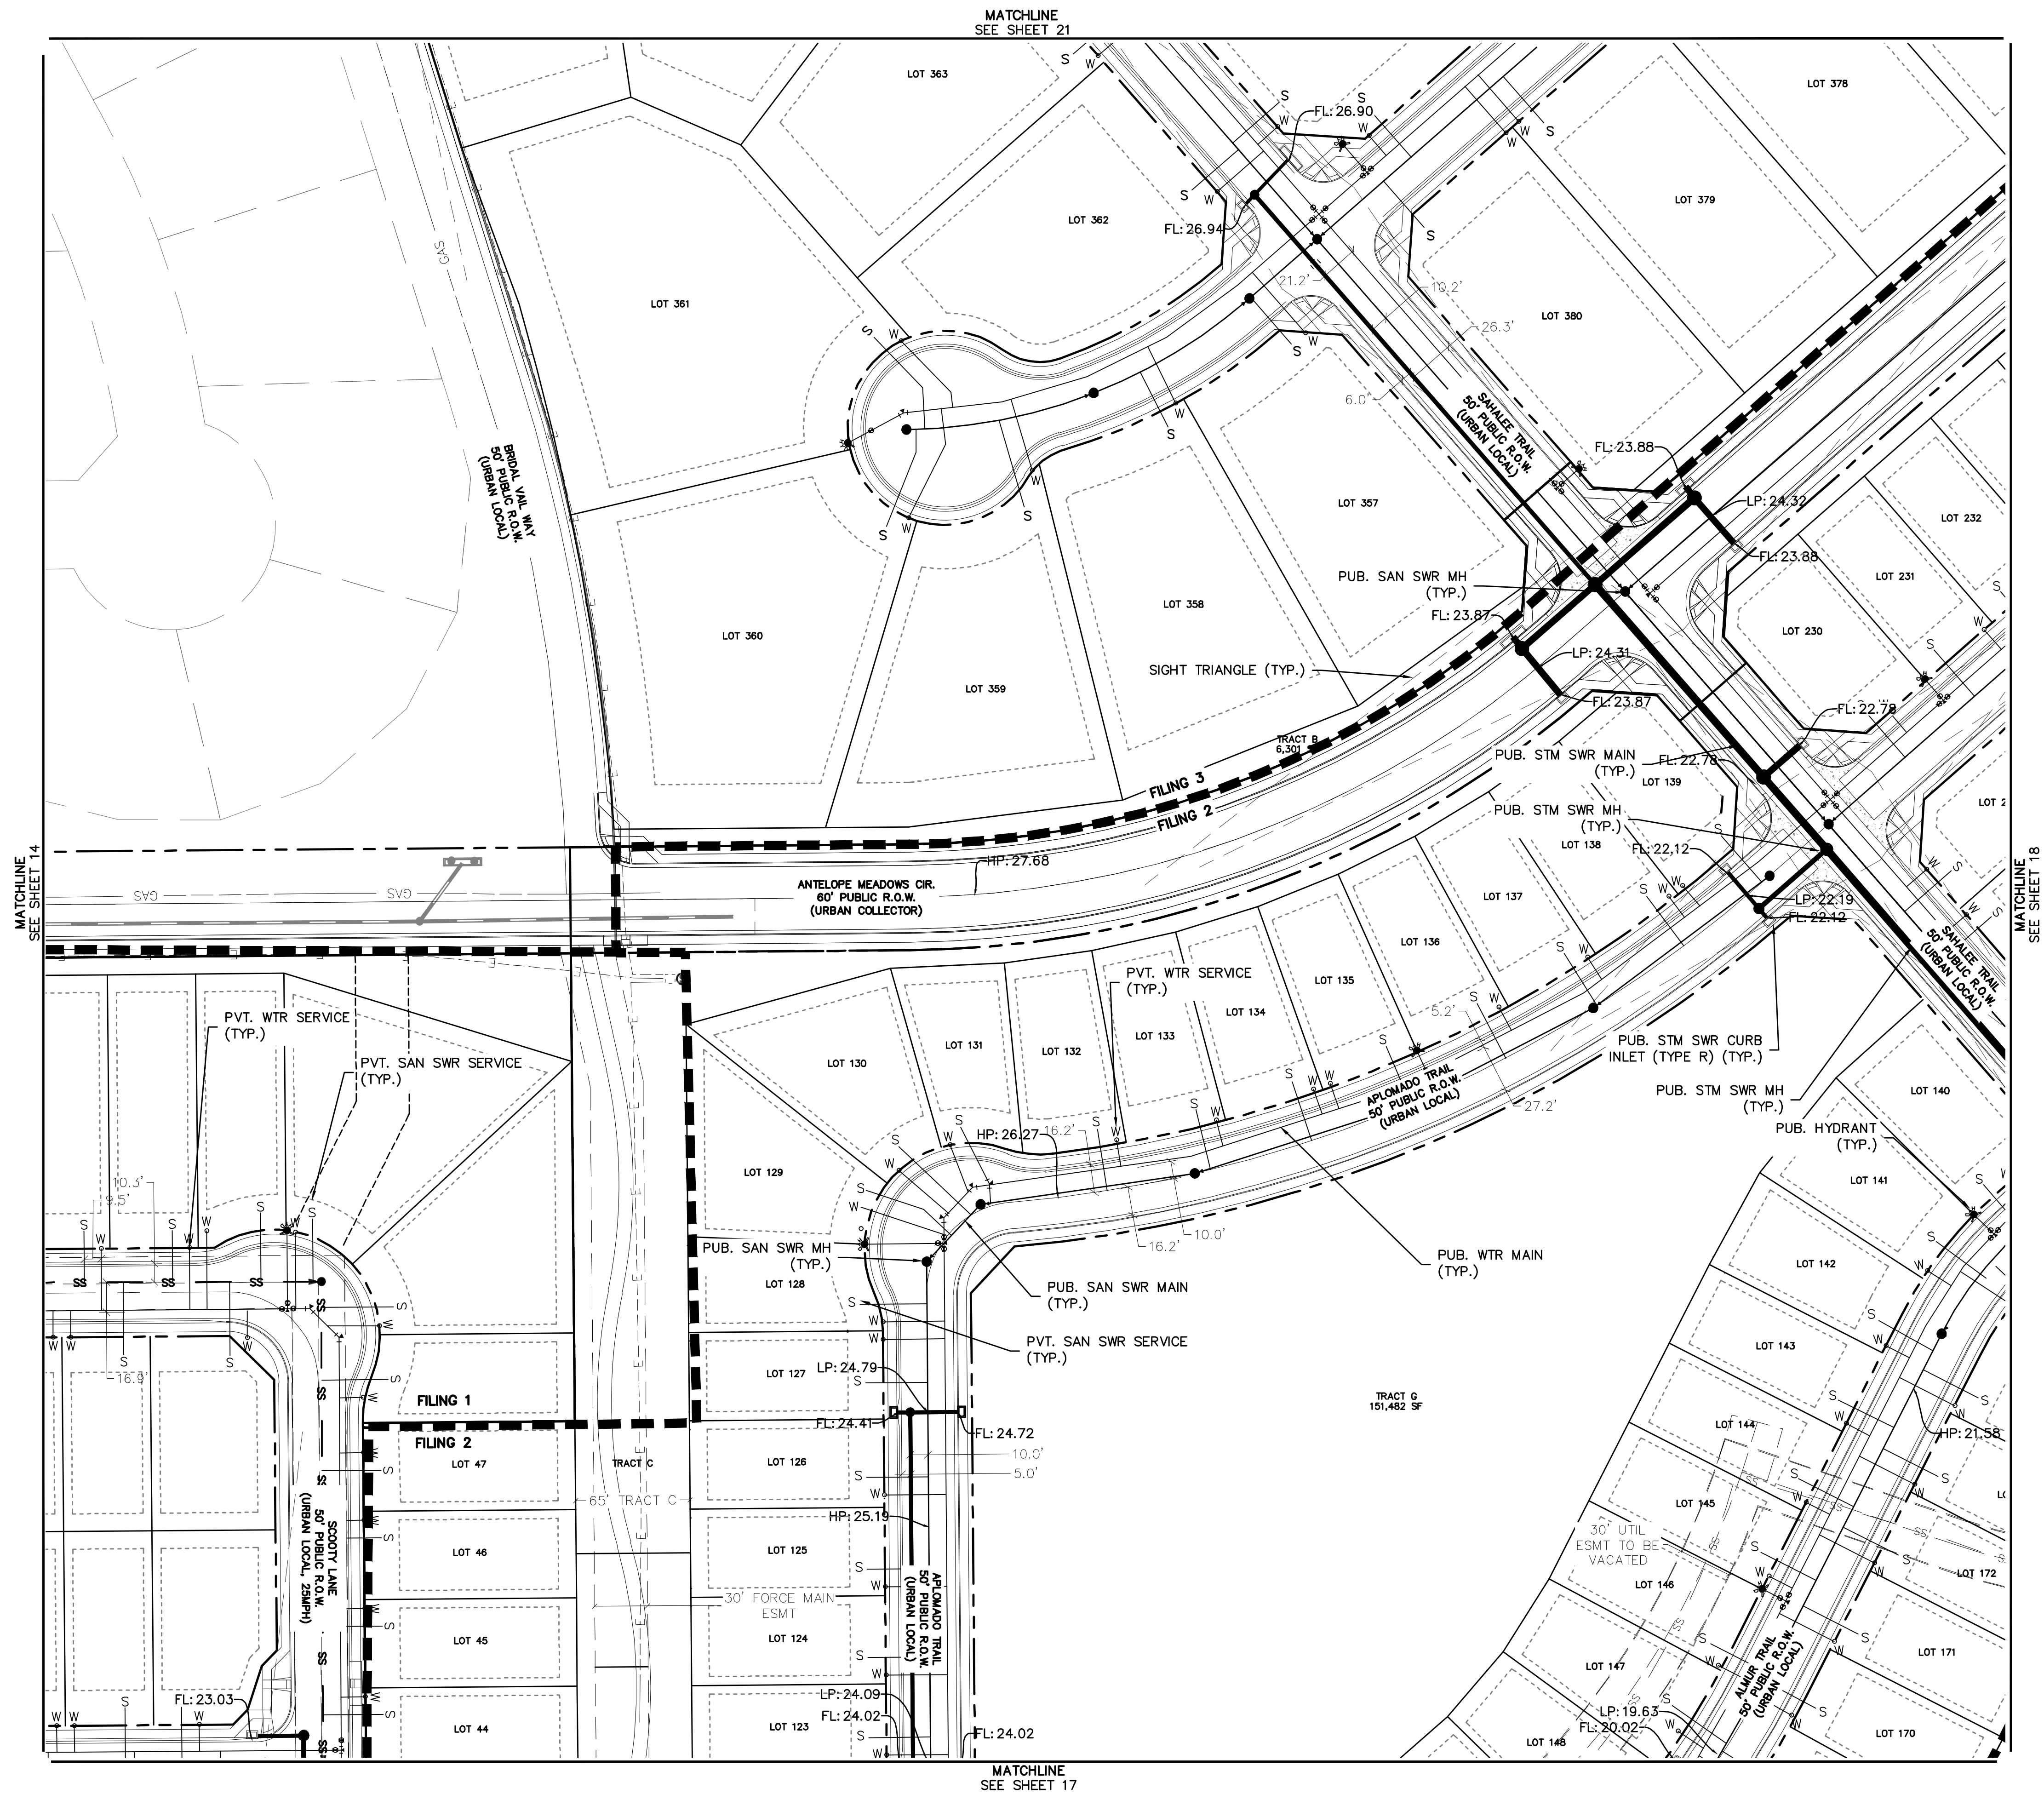 MATCHLINE
SEE SHEET 21
LOT 363
LOT 378
FL: 26.90
LOT 379
LOT 362
FL: 26.94
GAS
21.2'
10.2'
26.3'
LOT 361
LOT 380
6.0'
SAHALEE TRAIL
50' PUBLIC R.O.W.
(URBAN LOCAL)
BRIDAL VAIL WAY
50' PUBLIC R.O.W.
(URBAN LOCAL)
FL: 23.88
LP: 24.32
LOT 357
LOT 232
FL: 23.88
PUB. SAN SWR MH
(TYP.)
LOT 231
LOT 358
FL: 23.87
LOT 360
LOT 230
LP: 24.31
SIGHT TRIANGLE (TYP.)
LOT 359
FL: 23.87
FL: 22.78
TRACT B
6,301
PUB. STM SWR MAIN
(TYP.)
FL: 22.78
LOT 139
FILING 3
FILING 2
PUB. STM SWR MH
(TYP.)
LOT 138
FL: 22.12
MATCHLINE
SEE SHEET 14
HP: 27.68
ANTELOPE MEADOWS CIR.
60' PUBLIC R.O.W.
(URBAN COLLECTOR)
GAS
GAS
LOT 137
LP: 22.19
FL: 22.12
MATCHLINE
SEE SHEET 18
LOT 136
SAHALEE TRAIL
50' PUBLIC R.O.W.
(URBAN LOCAL)
PVT. WTR SERVICE
(TYP.)
LOT 135
LOT 134
LOT 133
LOT 132
LOT 131
LOT 130
5.2'
PVT. WTR SERVICE
(TYP.)
PUB. STM SWR CURB
INLET (TYPE R) (TYP.)
PVT. SAN SWR SERVICE
(TYP.)
APLOMADO TRAIL
50' PUBLIC R.O.W.
(URBAN LOCAL)
27.2'
PUB. STM SWR MH
(TYP.)
LOT 140
HP: 26.27
16.2'
PUB. HYDRANT
(TYP.)
LOT 129
LOT 141
10.3'
9.5'
10.0'
16.2'
PUB. SAN SWR MH
(TYP.)
PUB. WTR MAIN
(TYP.)
LOT 142
LOT 128
PUB. SAN SWR MAIN
(TYP.)
SS
SS
SS
SS
PVT. SAN SWR SERVICE
(TYP.)
LOT 143
LP: 24.79
LOT 127
16.9'
TRACT G
151,482 SF
FILING 1
FILING 2
FL: 24.41
FL: 24.72
LOT 144
HP: 21.58
LOT 47
TRACT C
LOT 126
10.0'
5.0'
65' TRACT C
LOT 145
HP: 25.19
30' UTIL
ESMT TO BE
VACATED
SCOOTY LANE
50' PUBLIC R.O.W.
(URBAN LOCAL, 25MPH)
LOT 46
LOT 125
LOT 172
APLOMADO TRAIL
50' PUBLIC R.O.W.
(URBAN LOCAL)
LOT 146
30' FORCE MAIN
ESMT
LOT 45
LOT 124
LOT 171
LOT 147
ALMUR TRAIL
50' PUBLIC R.O.W.
(URBAN LOCAL)
FL: 23.03
LP: 24.09
FL: 24.02
LP: 19.63
FL: 20.02
LOT 44
LOT 123
FL: 24.02
LOT 148
LOT 170
MATCHLINE
SEE SHEET 17